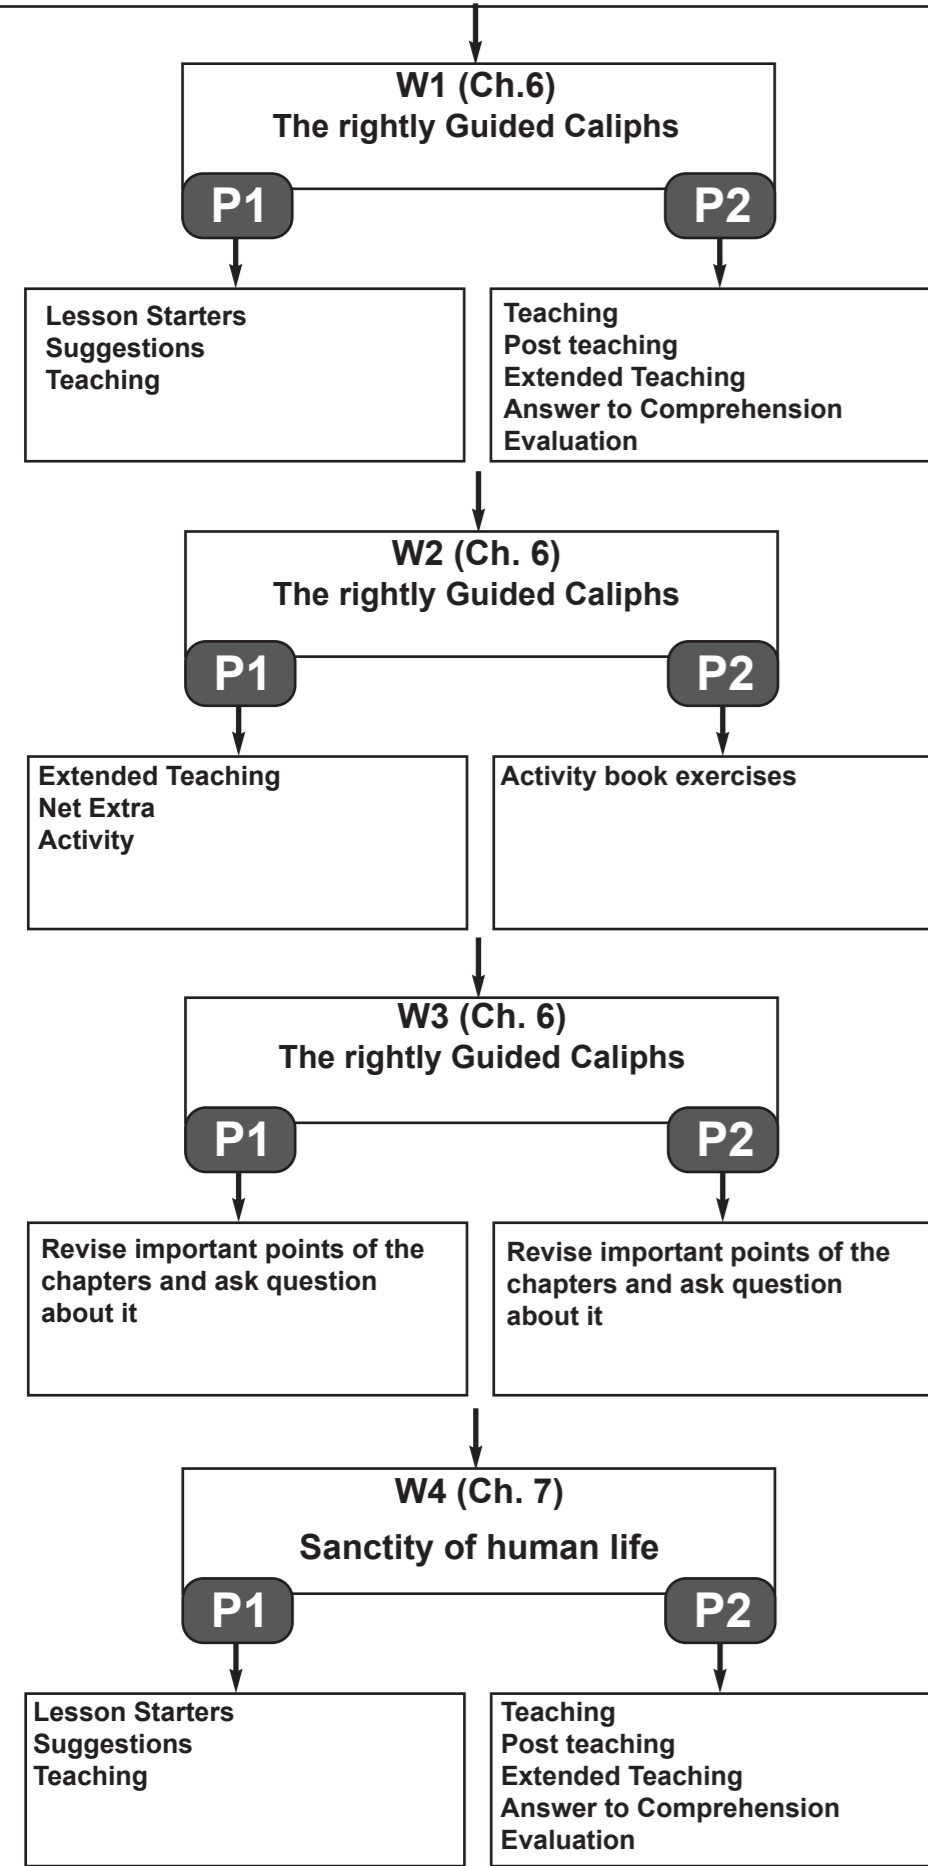 W1 (Ch.6)
The rightly Guided Caliphs
P1
P2
Lesson Starters
Suggestions
Teaching
Teaching
Post teaching
Extended Teaching
Answer to Comprehension
Evaluation
W2 (Ch. 6)
The rightly Guided Caliphs
P1
P2
Extended Teaching
Net Extra
Activity
Activity book exercises
W3 (Ch. 6)
The rightly Guided Caliphs
P1
P2
Revise important points of the
chapters and ask question
about it
Revise important points of the
chapters and ask question
about it
W4 (Ch. 7)
Sanctity of human life
P1
P2
Lesson Starters
Suggestions
Teaching
Teaching
Post teaching
Extended Teaching
Answer to Comprehension
Evaluation